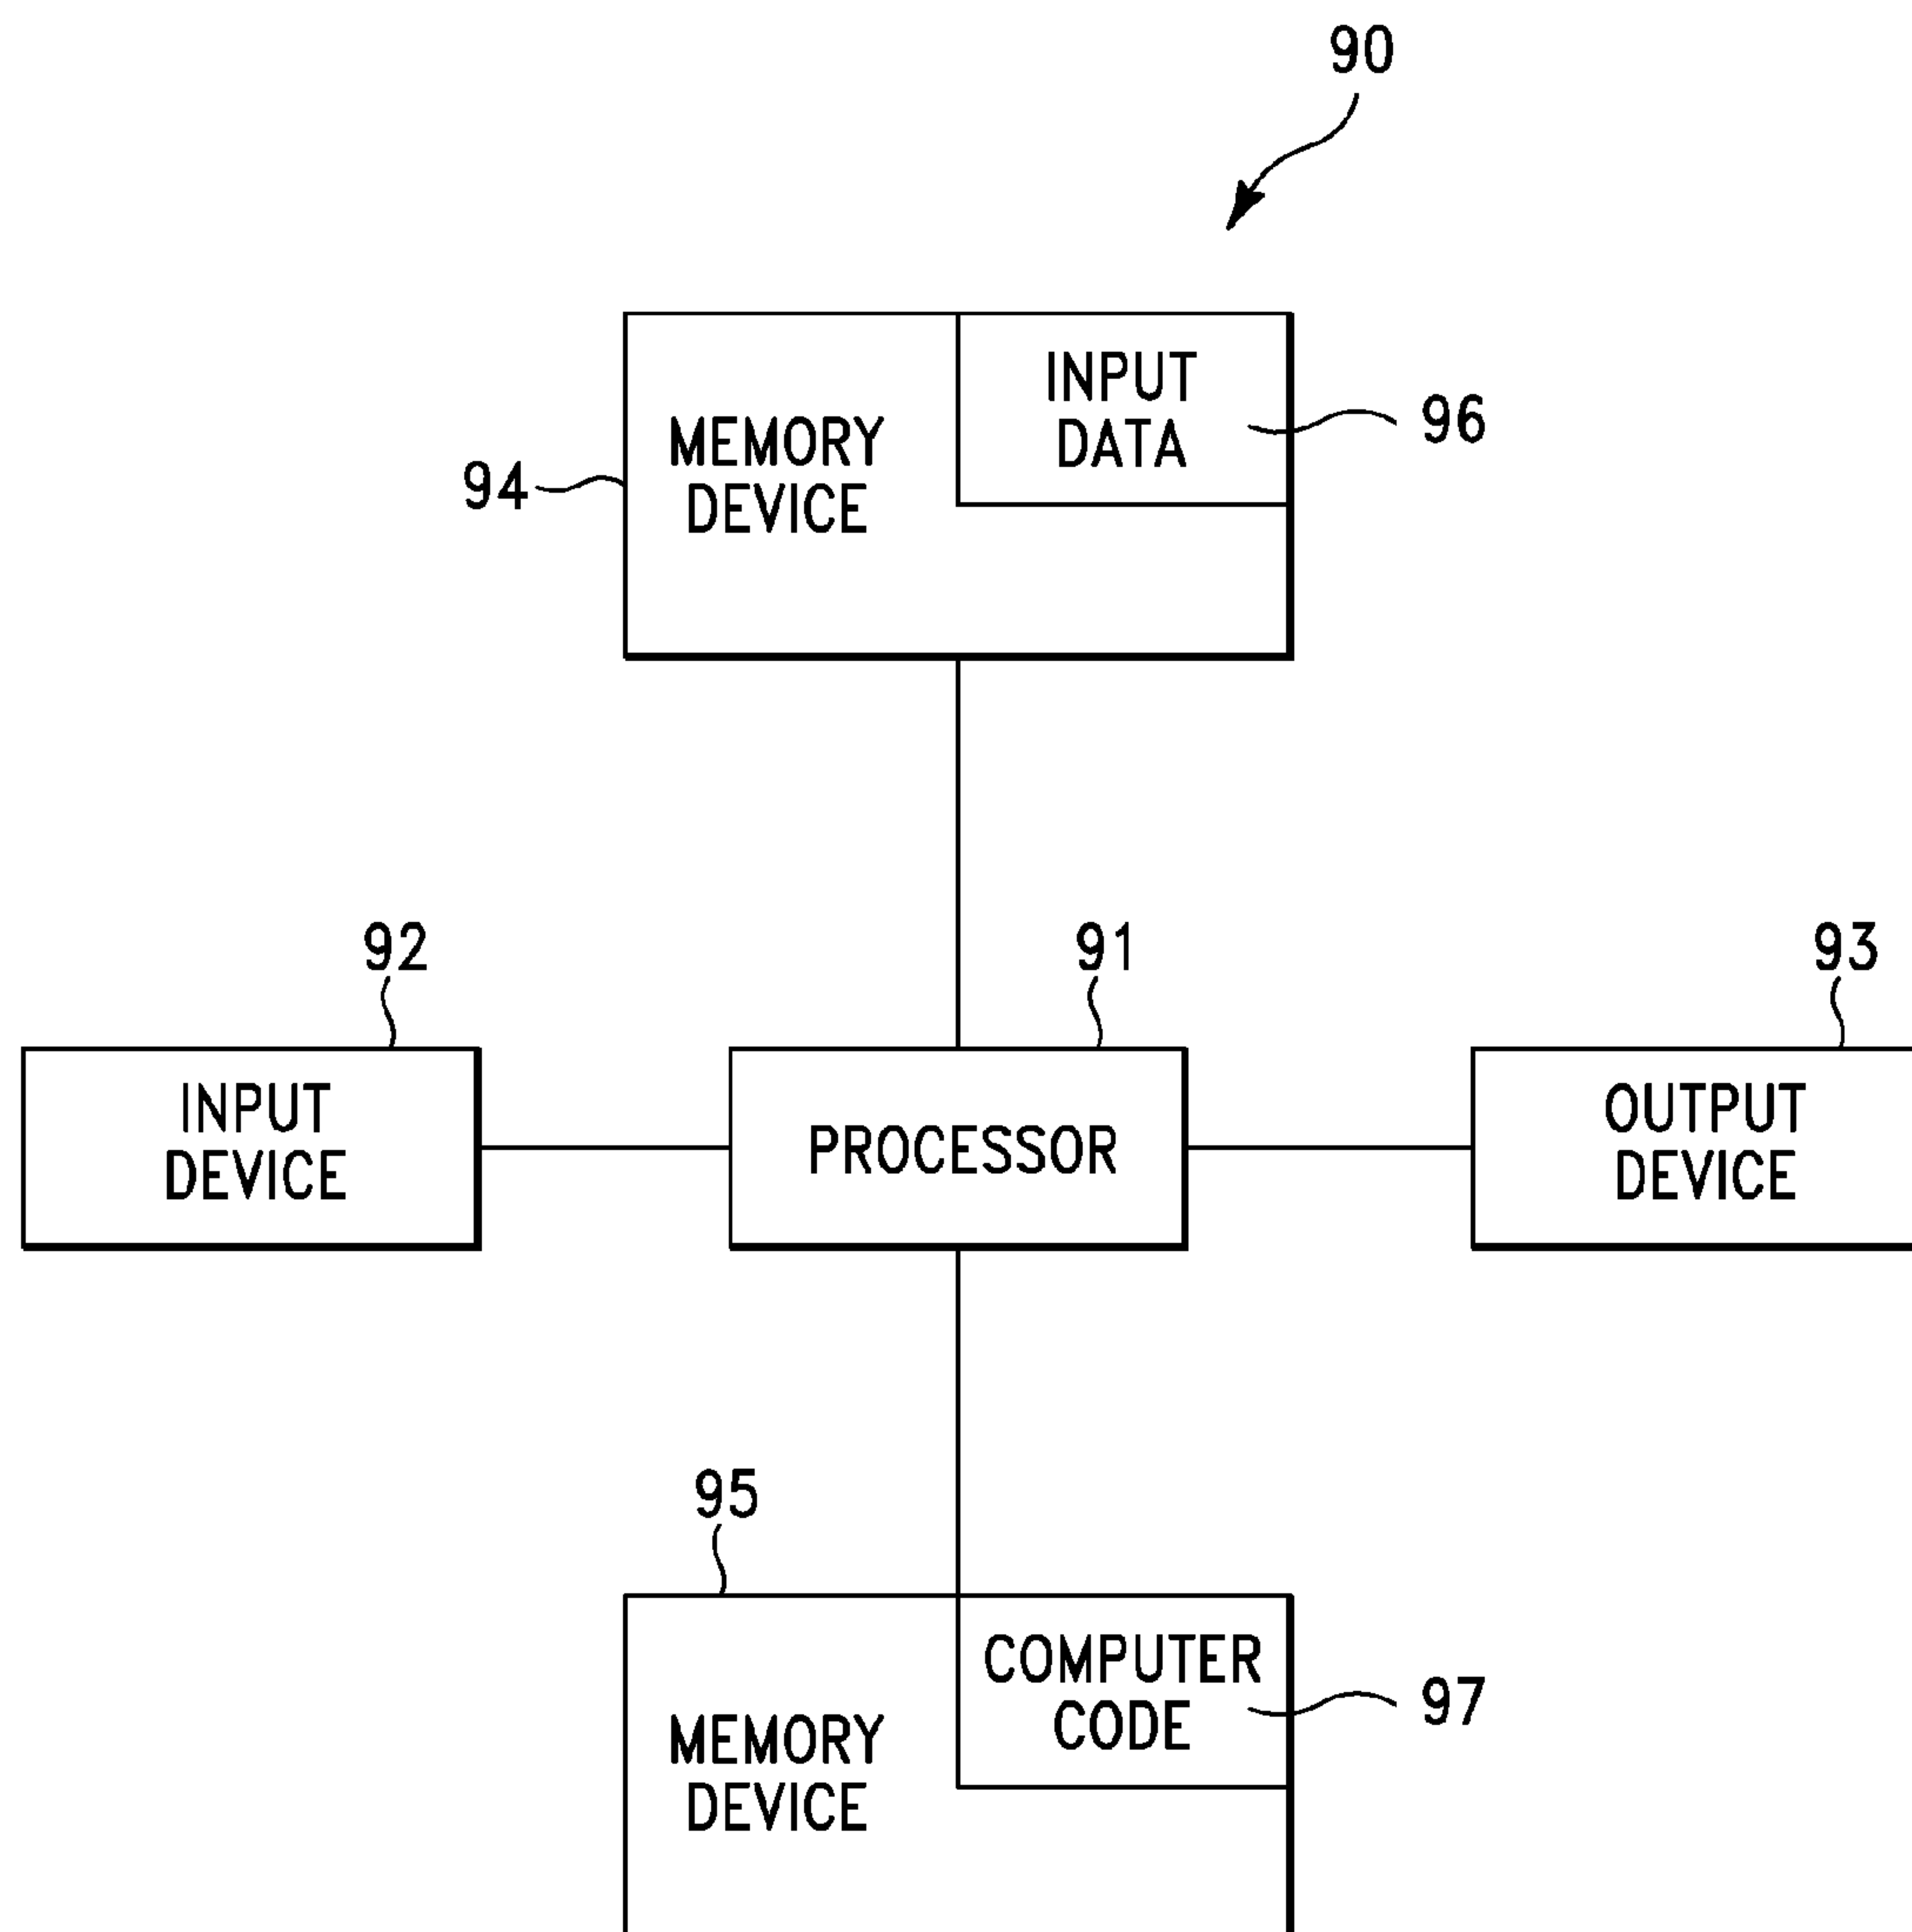 90
INPUT
DATA
96
MEMORY
DEVICE
94
92
91
93
INPUT
DEVICE
PROCESSOR
OUTPUT
DEVICE
95
COMPUTER
CODE
97
MEMORY
DEVICE